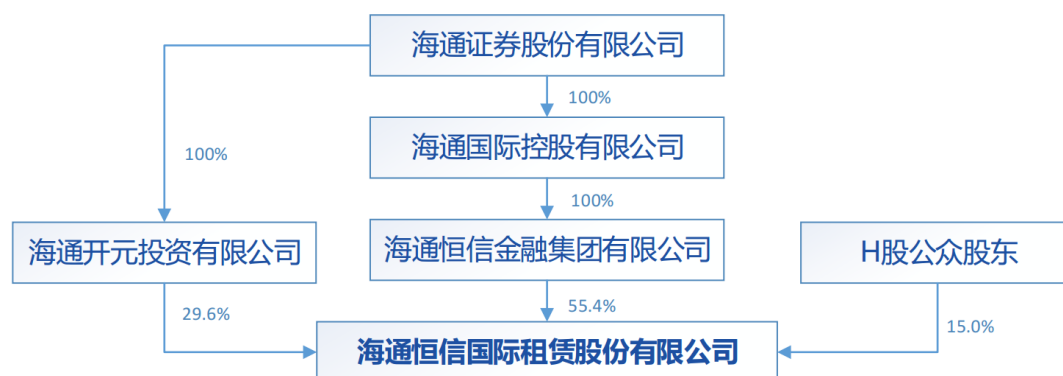 海通证券股份有限公司
100%
海通国际控股有限公司
100%
100%
海通开元投资有限公司
海通恒信金融集团有限公司
H股公众股东
29.6%
55.4%
15.0%
海通恒信国际租赁股份有限公司